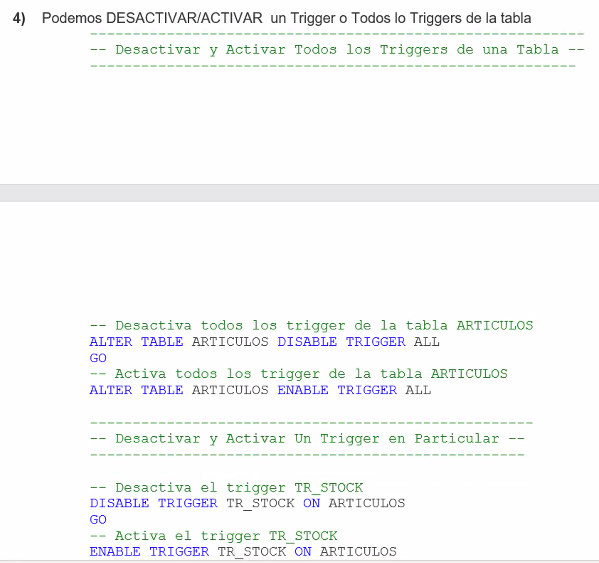 4) Podemos DESACTIVAR/ACTIVAR un Trigger o Todos lo Triggers de la tabla
----------------------------------------------------------
-- Desactivar y Activar Todos los Triggers de una Tabla --
---------------------------------------------------------
-- Desactiva todos los trigger de la tabla ARTICULOS
ALTER TABLE ARTICULOS DISABLE TRIGGER ALL
GO
-- Activa todos los trigger de la tabla ARTICULOS
ALTER TABLE ARTICULOS ENABLE TRIGGER ALL
----------------------------------------------------
-- Desactivar y Activar Un Trigger en Particular --
---------------------------------------------------
-- Desactiva el trigger TR_STOCK
DISABLE TRIGGER TR_STOCK ON ARTICULOS
GO
-- Activa el trigger TR_STOCK
ENABLE TRIGGER TR_STOCK ON ARTICULOS